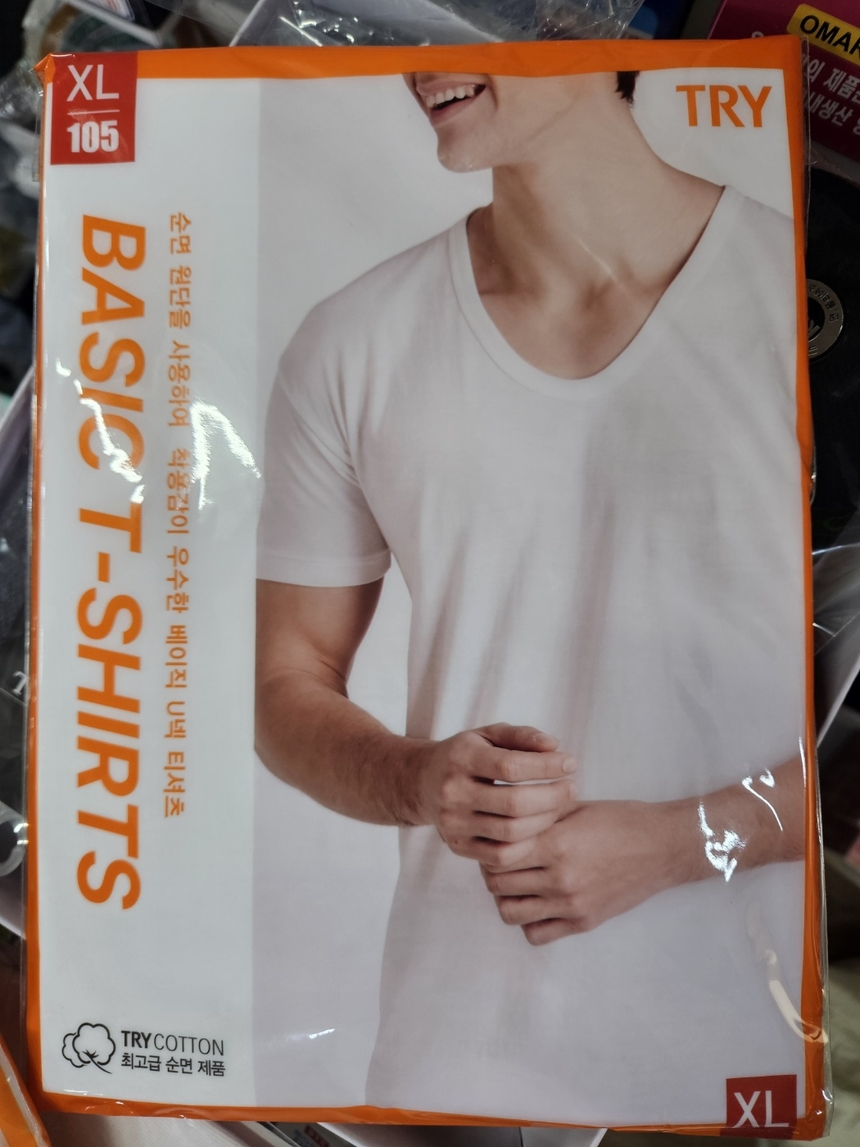 XL
105
TRY
BASIC T-SHIRTS
순면 원단을 사용하여 착용감이 우수한 베이직 U넥 티셔츠
TRY COTTON
최고급 순면 제품
XL